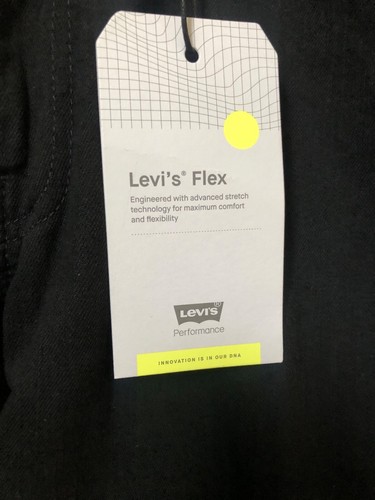 Levi's® Flex
Engineered with advanced stretch
technology for maximum comfort
and flexibility
LEVI'S®
Performance
INNOVATION IS IN OUR DNA